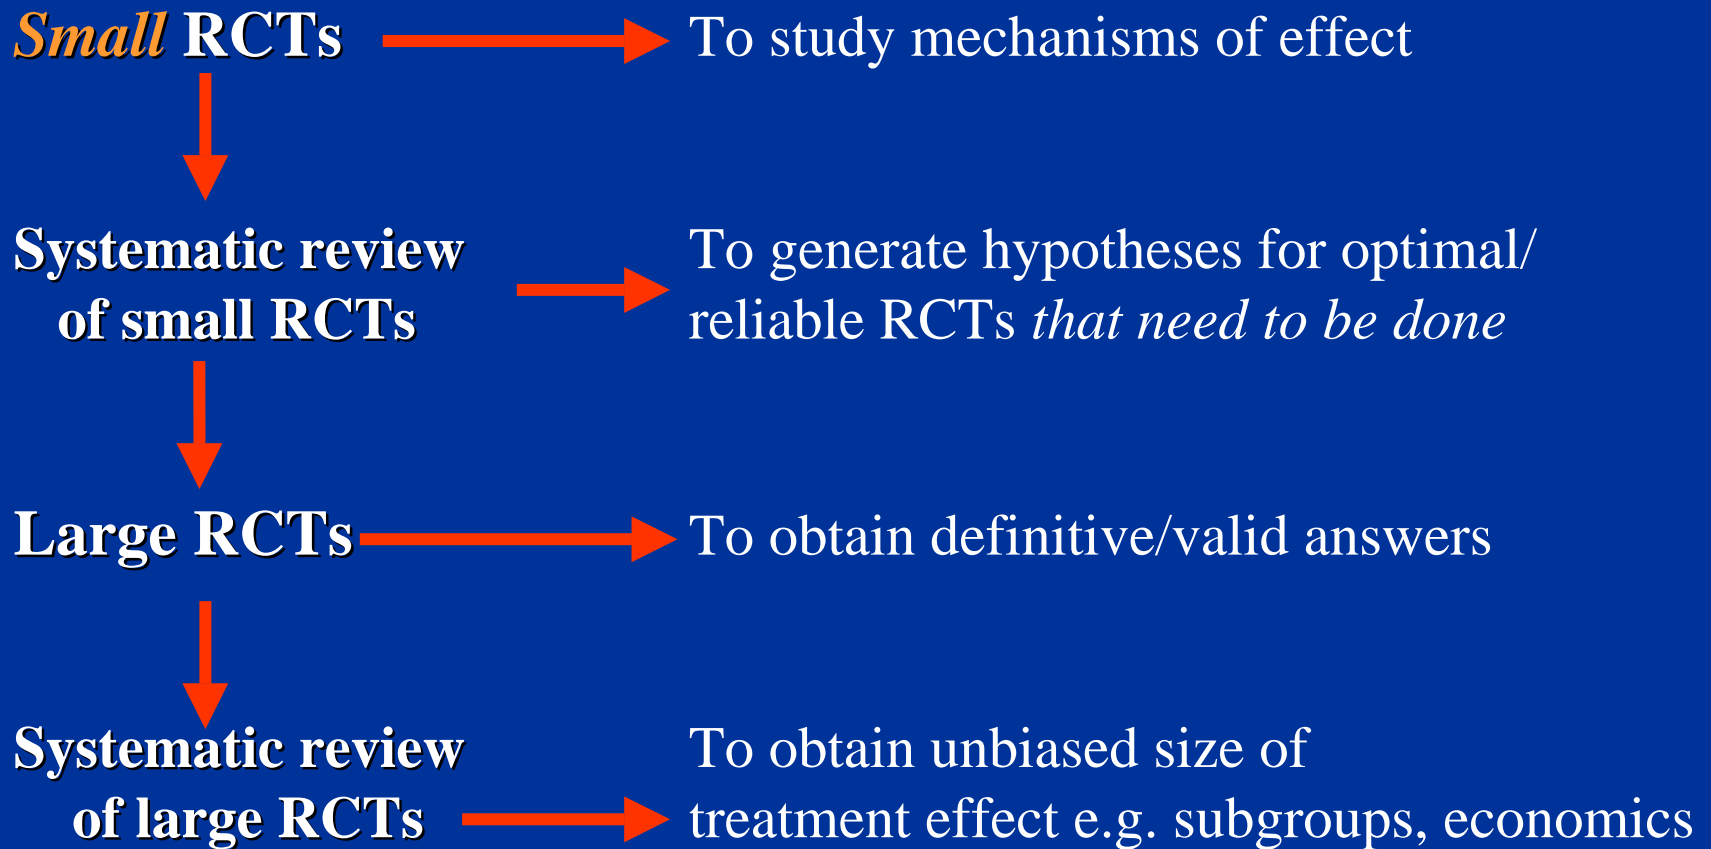 Small RCTs
To study mechanisms of effect
Systematic review
of small RCTs
To generate hypotheses for optimal/
reliable RCTs that need to be done
Large RCTs
To obtain definitive/valid answers
Systematic review
of large RCTs
To obtain unbiased size of
treatment effect e.g. subgroups, economics